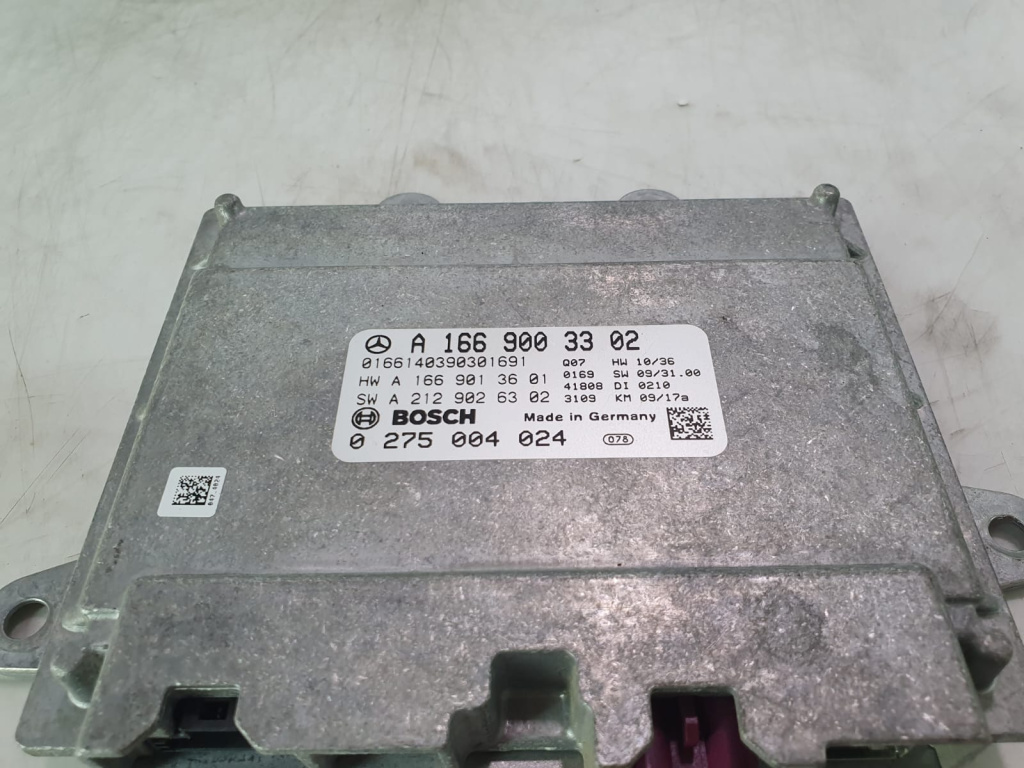 A 166 900 33 02
0166140390301691 Q07 HW 10/36
HW A 166 901 36 01 0169 SW 09/31.00
SW A 212 902 63 02 41808 DI 0210
3109 KM 09/17a
BOSCH Made in Germany
0 275 004 024 078